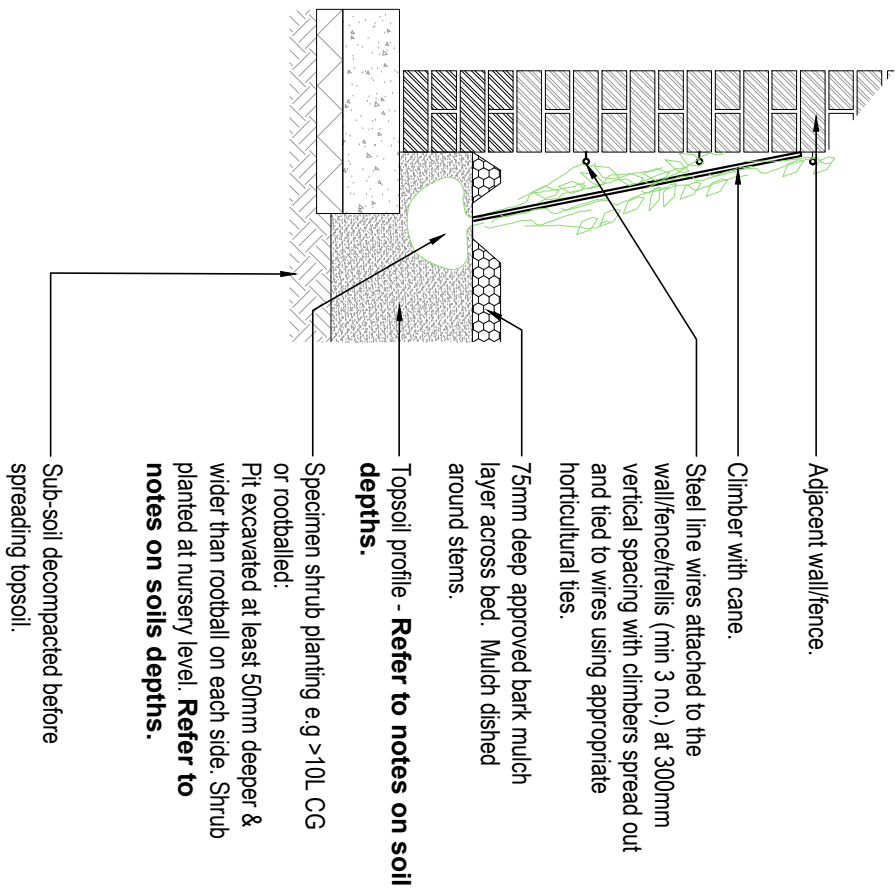 Adjacent wall/fence.
Climber with cane.
Steel line wires attached to the
wall/fence/trellis (min 3 no.) at 300mm
vertical spacing with climbers spread out
and tied to wires using appropriate
horticultural ties.
75mm deep approved bark mulch
layer across bed. Mulch dished
around stems.
Topsoil profile - Refer to notes on soil
depths.
Specimen shrub planting e.g >10L CG
or rootballed:
Pit excavated at least 50mm deeper &
wider than rootball on each side. Shrub
planted at nursery level. Refer to
notes on soils depths.
Sub-soil decompacted before
spreading topsoil.